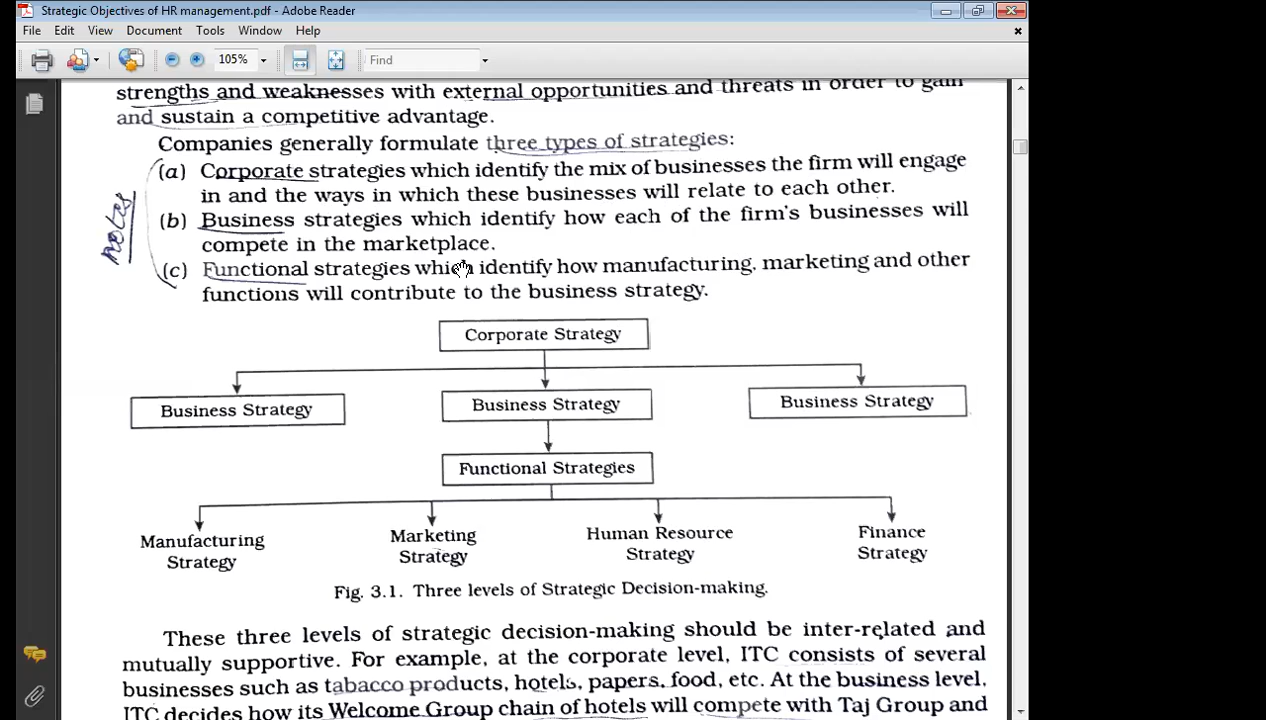 Strategic Objectives of HR management.pdf - Adobe Reader
File Edit View Document Tools Window Help
105% Find
strengths and weaknesses with external opportunities and threats in order to gain
and sustain a competitive advantage.
Companies generally formulate three types of strategies:
(a) Corporate strategies which identify the mix of businesses the firm will engage
in and the ways in which these businesses will relate to each other.
(b) Business strategies which identify how each of the firm's businesses will
compete in the marketplace.
(c) Functional strategies which identify how manufacturing, marketing and other
functions will contribute to the business strategy.
notes
Corporate Strategy
Business Strategy Business Strategy Business Strategy
Functional Strategies
Manufacturing Strategy
Marketing Strategy
Human Resource Strategy
Finance Strategy
Fig. 3.1. Three levels of Strategic Decision-making.
These three levels of strategic decision-making should be inter-related and
mutually supportive. For example, at the corporate level, ITC consists of several
businesses such as tabacco products, hotels, papers, food, etc. At the business level,
ITC decides how its Welcome Group chain of hotels will compete with Taj Group and